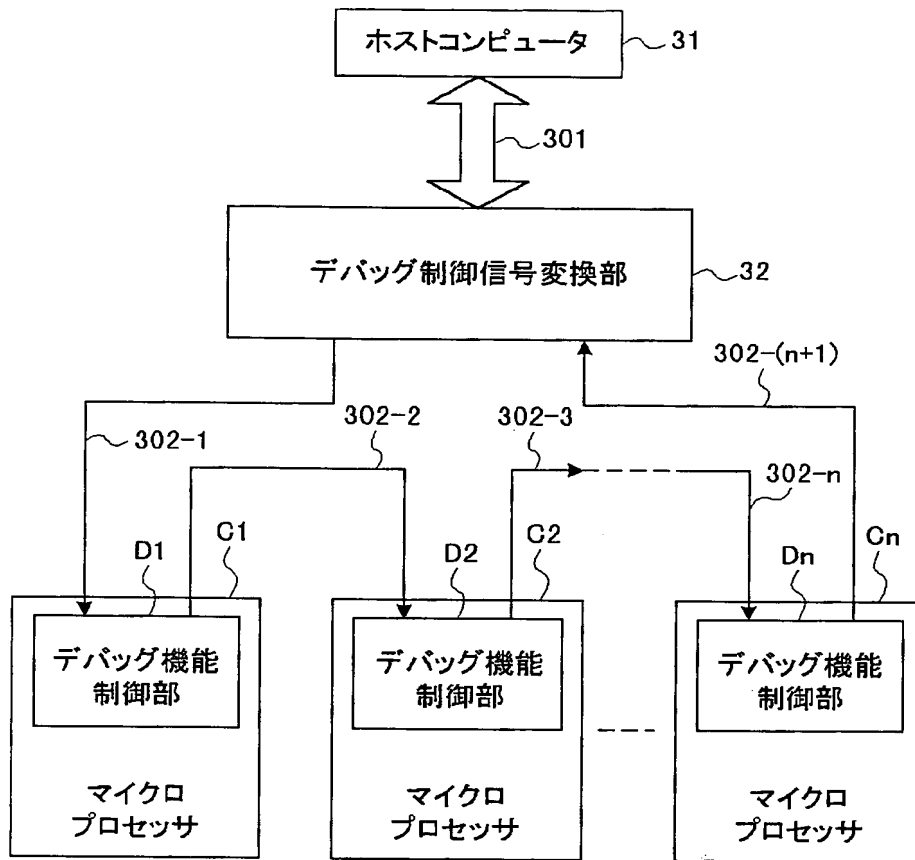 ホストコンピュータ
31
301
デバッグ制御信号変換部
32
302-(n+1)
302-1
302-2
302-3
302-n
D1
C1
D2
C2
Dn
Cn
デバッグ機能
制御部
デバッグ機能
制御部
デバッグ機能
制御部
マイクロ
プロセッサ
マイクロ
プロセッサ
マイクロ
プロセッサ